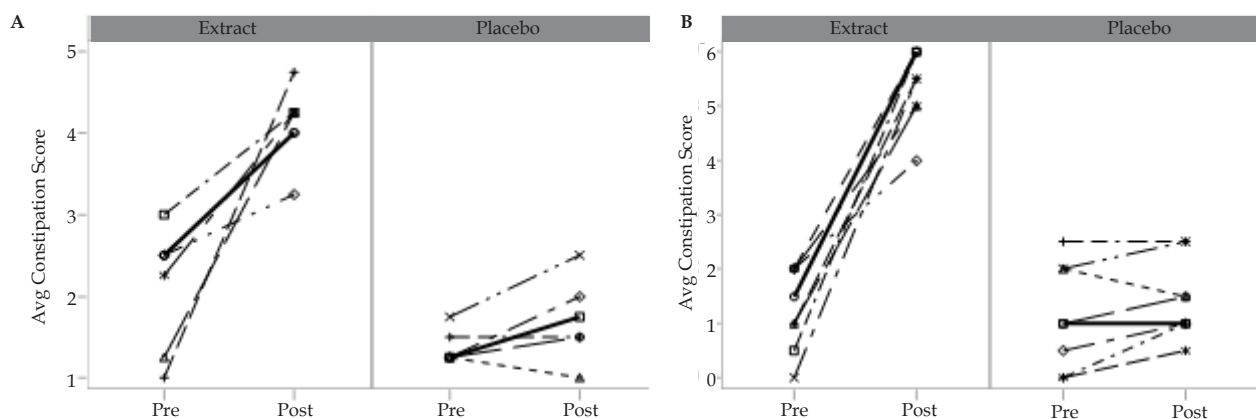 A
Extract
Placebo
Avg Constipation Score
5
4
3
2
1
Pre
Post
Pre
Post
B
Extract
Placebo
Avg Constipation Score
6
5
4
3
2
1
0
Pre
Post
Pre
Post